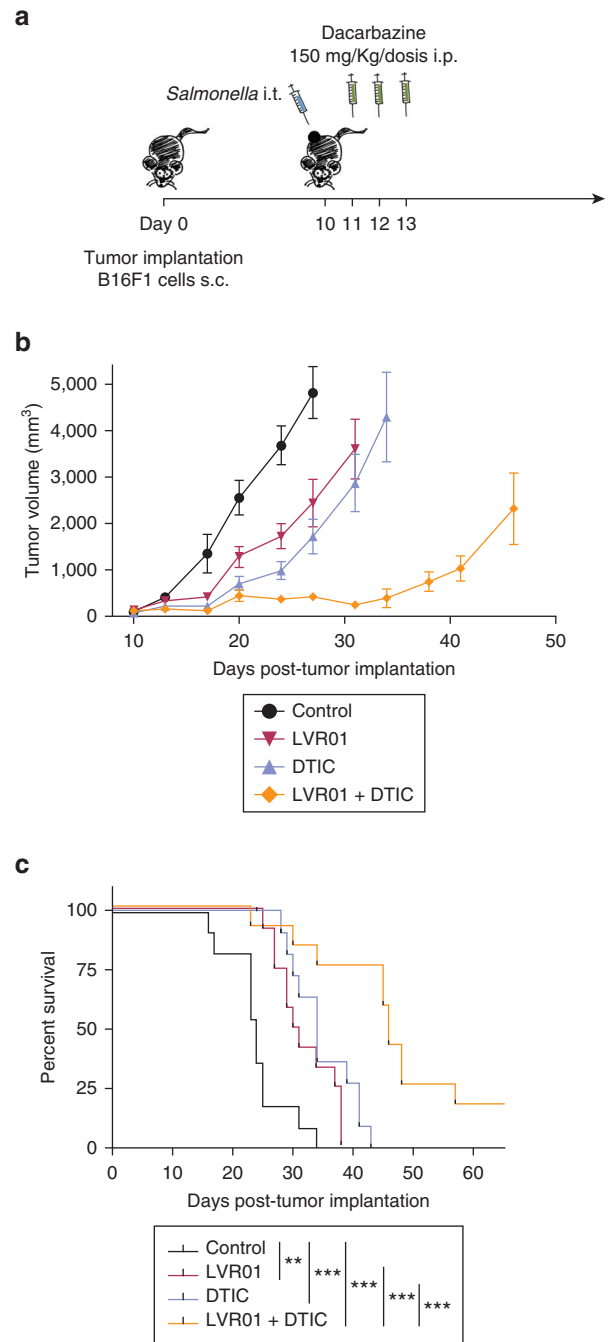 a
Dacarbazine
150 mg/Kg/dosis i.p.
Salmonella i.t.
Day 0
10 11 12 13
Tumor implantation
B16F1 cells s.c.
b
5,000
4,000
3,000
2,000
1,000
0
Tumor volume (mm³)
10 20 30 40 50
Days post-tumor implantation
Control
LVR01
DTIC
LVR01 + DTIC
c
100
75
50
25
0
Percent survival
0 10 20 30 40 50 60
Days post-tumor implantation
Control
LVR01
DTIC
LVR01 + DTIC
** *** *** *** ***